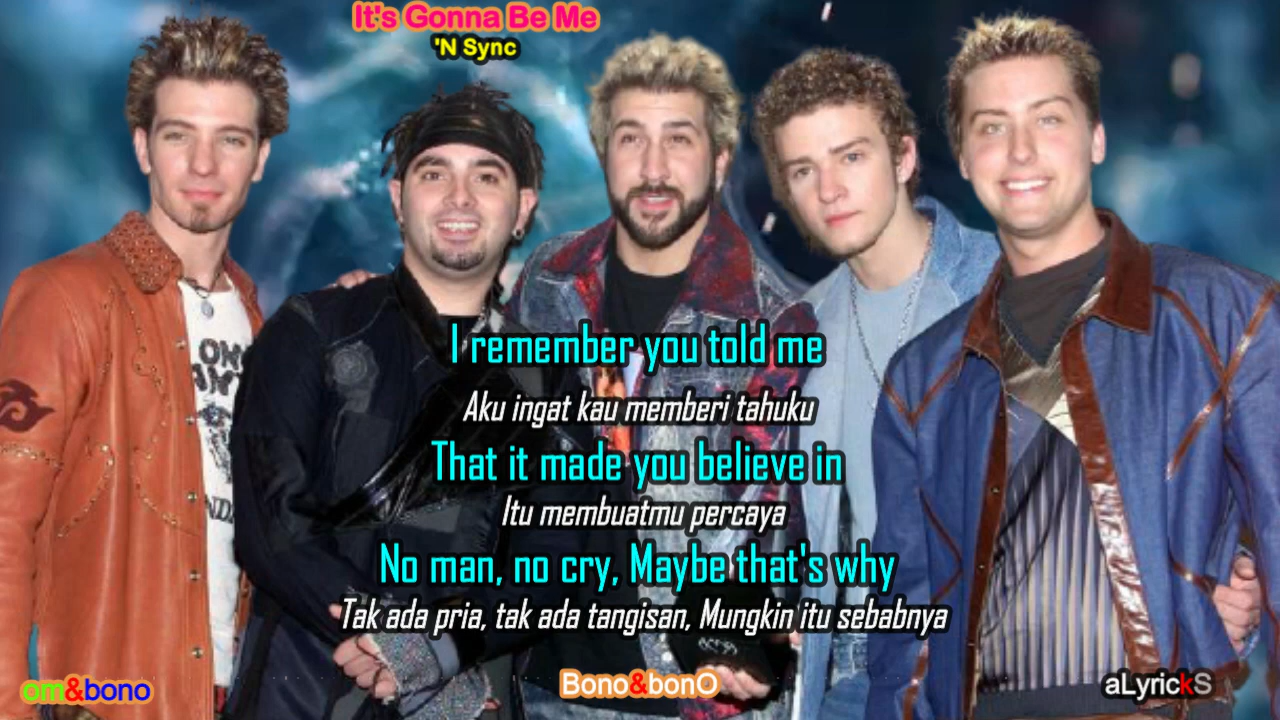 It's Gonna Be Me
'N Sync
I remember you told me
Aku ingat kau memberi tahuku
That it made you believe in
Itu membuatmu percaya
No man, no cry, Maybe that's why
Tak ada pria, tak ada tangisan, Mungkin itu sebabnya
om&bono
Bono&bonO
aLyrickS